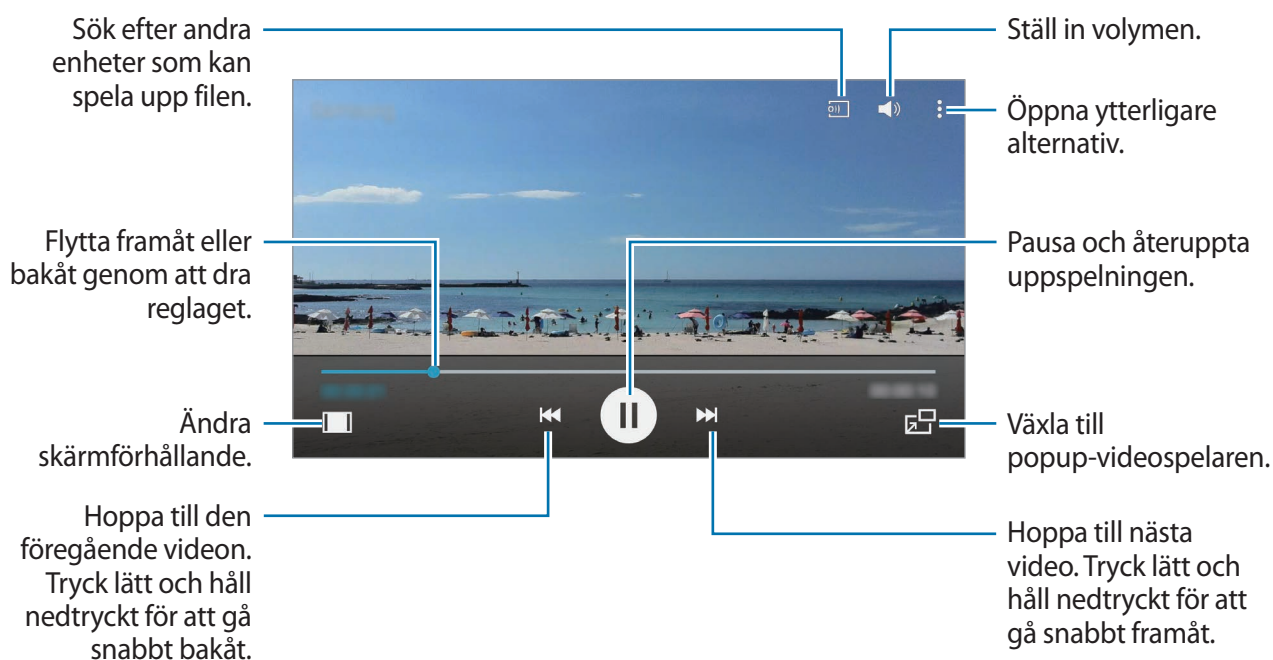 Sök efter andra
enheter som kan
spela upp filen.
Ställ in volymen.
Öppna ytterligare
alternativ.
Flytta framåt eller
bakåt genom att dra
reglaget.
Pausa och återuppta
uppspelningen.
Ändra
skärmförhållande.
Växla till
popup-videospelaren.
Hoppa till den
föregående videon.
Tryck lätt och håll
nedtryckt för att gå
snabbt bakåt.
Hoppa till nästa
video. Tryck lätt och
håll nedtryckt för att
gå snabbt framåt.